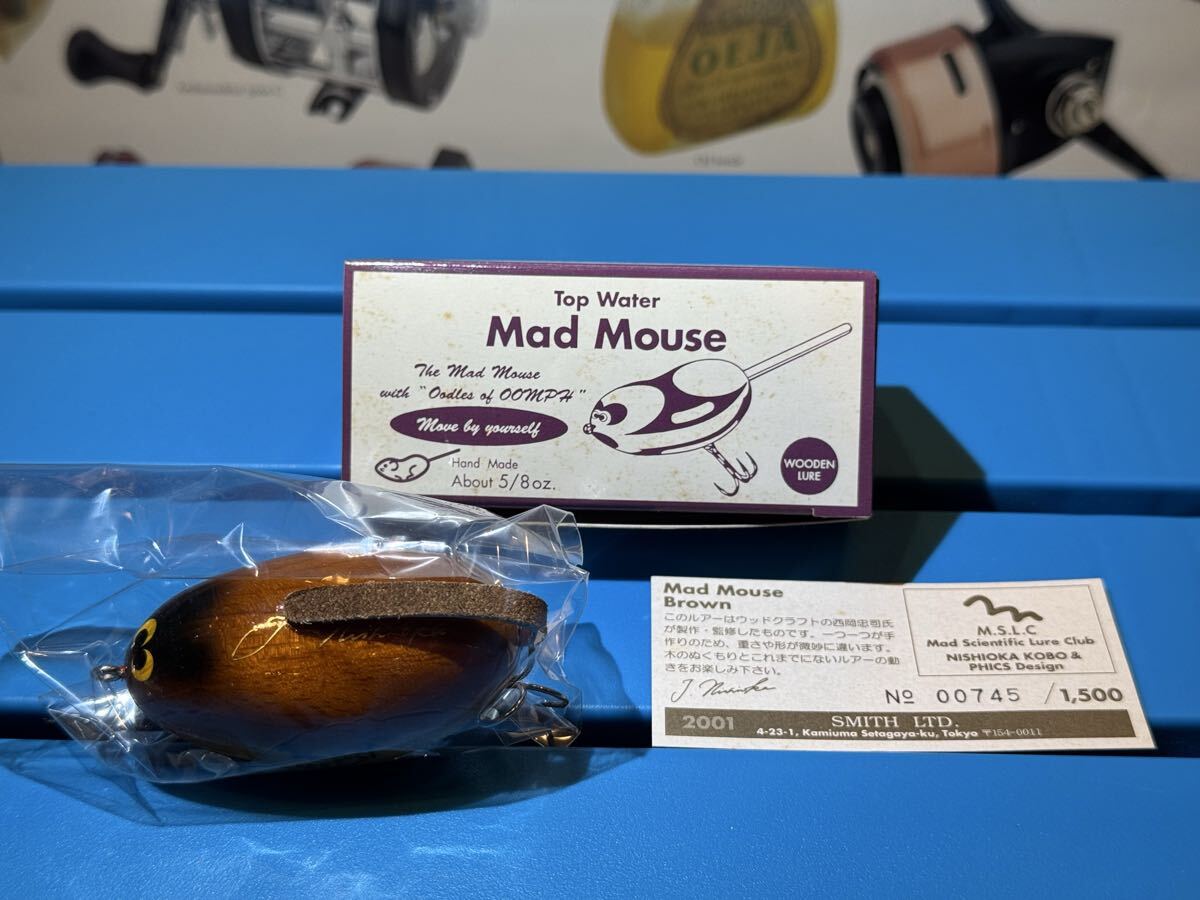 OEJA
Top Water
Mad Mouse
The Mad Mouse
with "Oodles of OOMPH"
Move by yourself
Hand Made
About 5/8oz.
WOODEN
LURE
Mad Mouse
Brown
このルアーはウッドクラフトの西岡忠司氏
が製作・監修したものです。一つ一つが手
作りのため、重さや形が微妙に違います。
木のぬくもりとこれまでにないルアーの動
きをお楽しみ下さい。
M.S.L.C
Mad Scientific Lure Club
NISHIOKA KOBO &
PHICS Design
J. Nishioka
№ 00745 /1,500
2001 SMITH LTD.
4-23-1, Kamiuma Setagaya-ku, Tokyo 〒154-0011